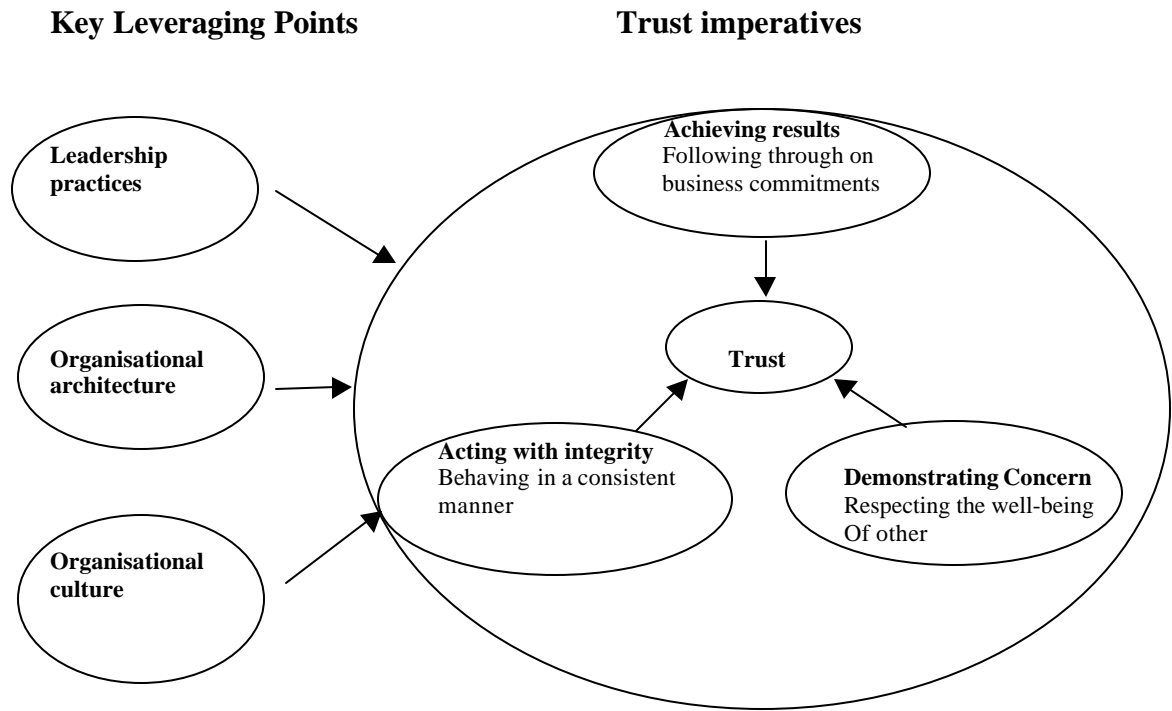 Key Leveraging Points
Trust imperatives
Leadership
practices
Organisational
architecture
Organisational
culture
Achieving results
Following through on
business commitments
Trust
Acting with integrity
Behaving in a consistent
manner
Demonstrating Concern
Respecting the well-being
Of other